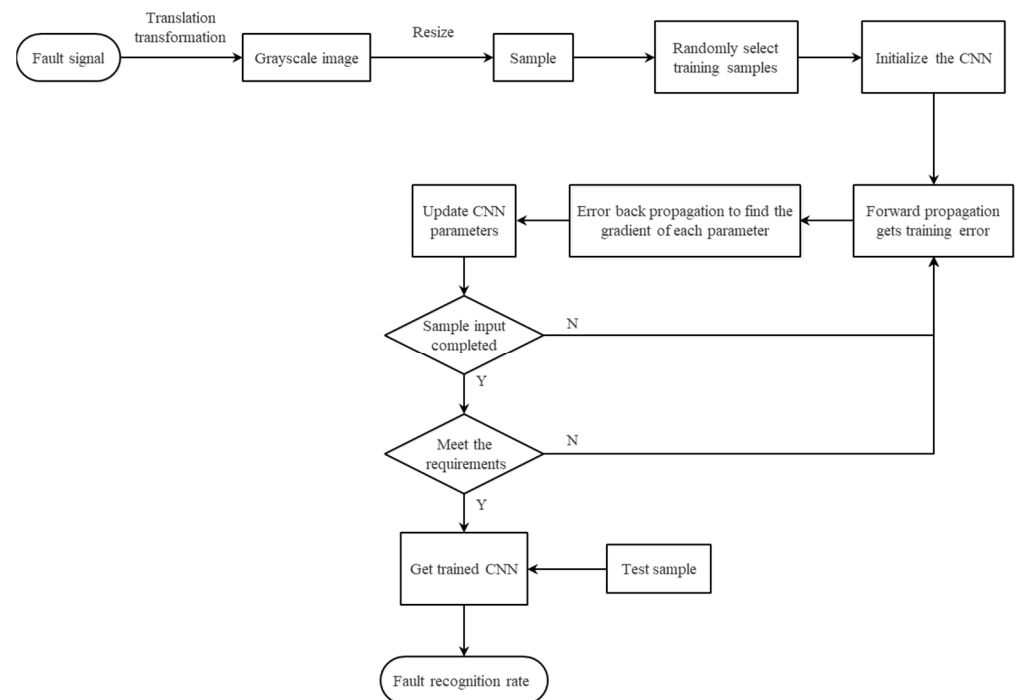 Translation
transformation
Resize
Fault signal
Grayscale image
Sample
Randomly select
training samples
Initialize the CNN
Update CNN
parameters
Error back propagation to find the
gradient of each parameter
Forward propagation
gets training error
Sample input
completed
N
Y
Meet the
requirements
N
Y
Get trained CNN
Test sample
Fault recognition rate